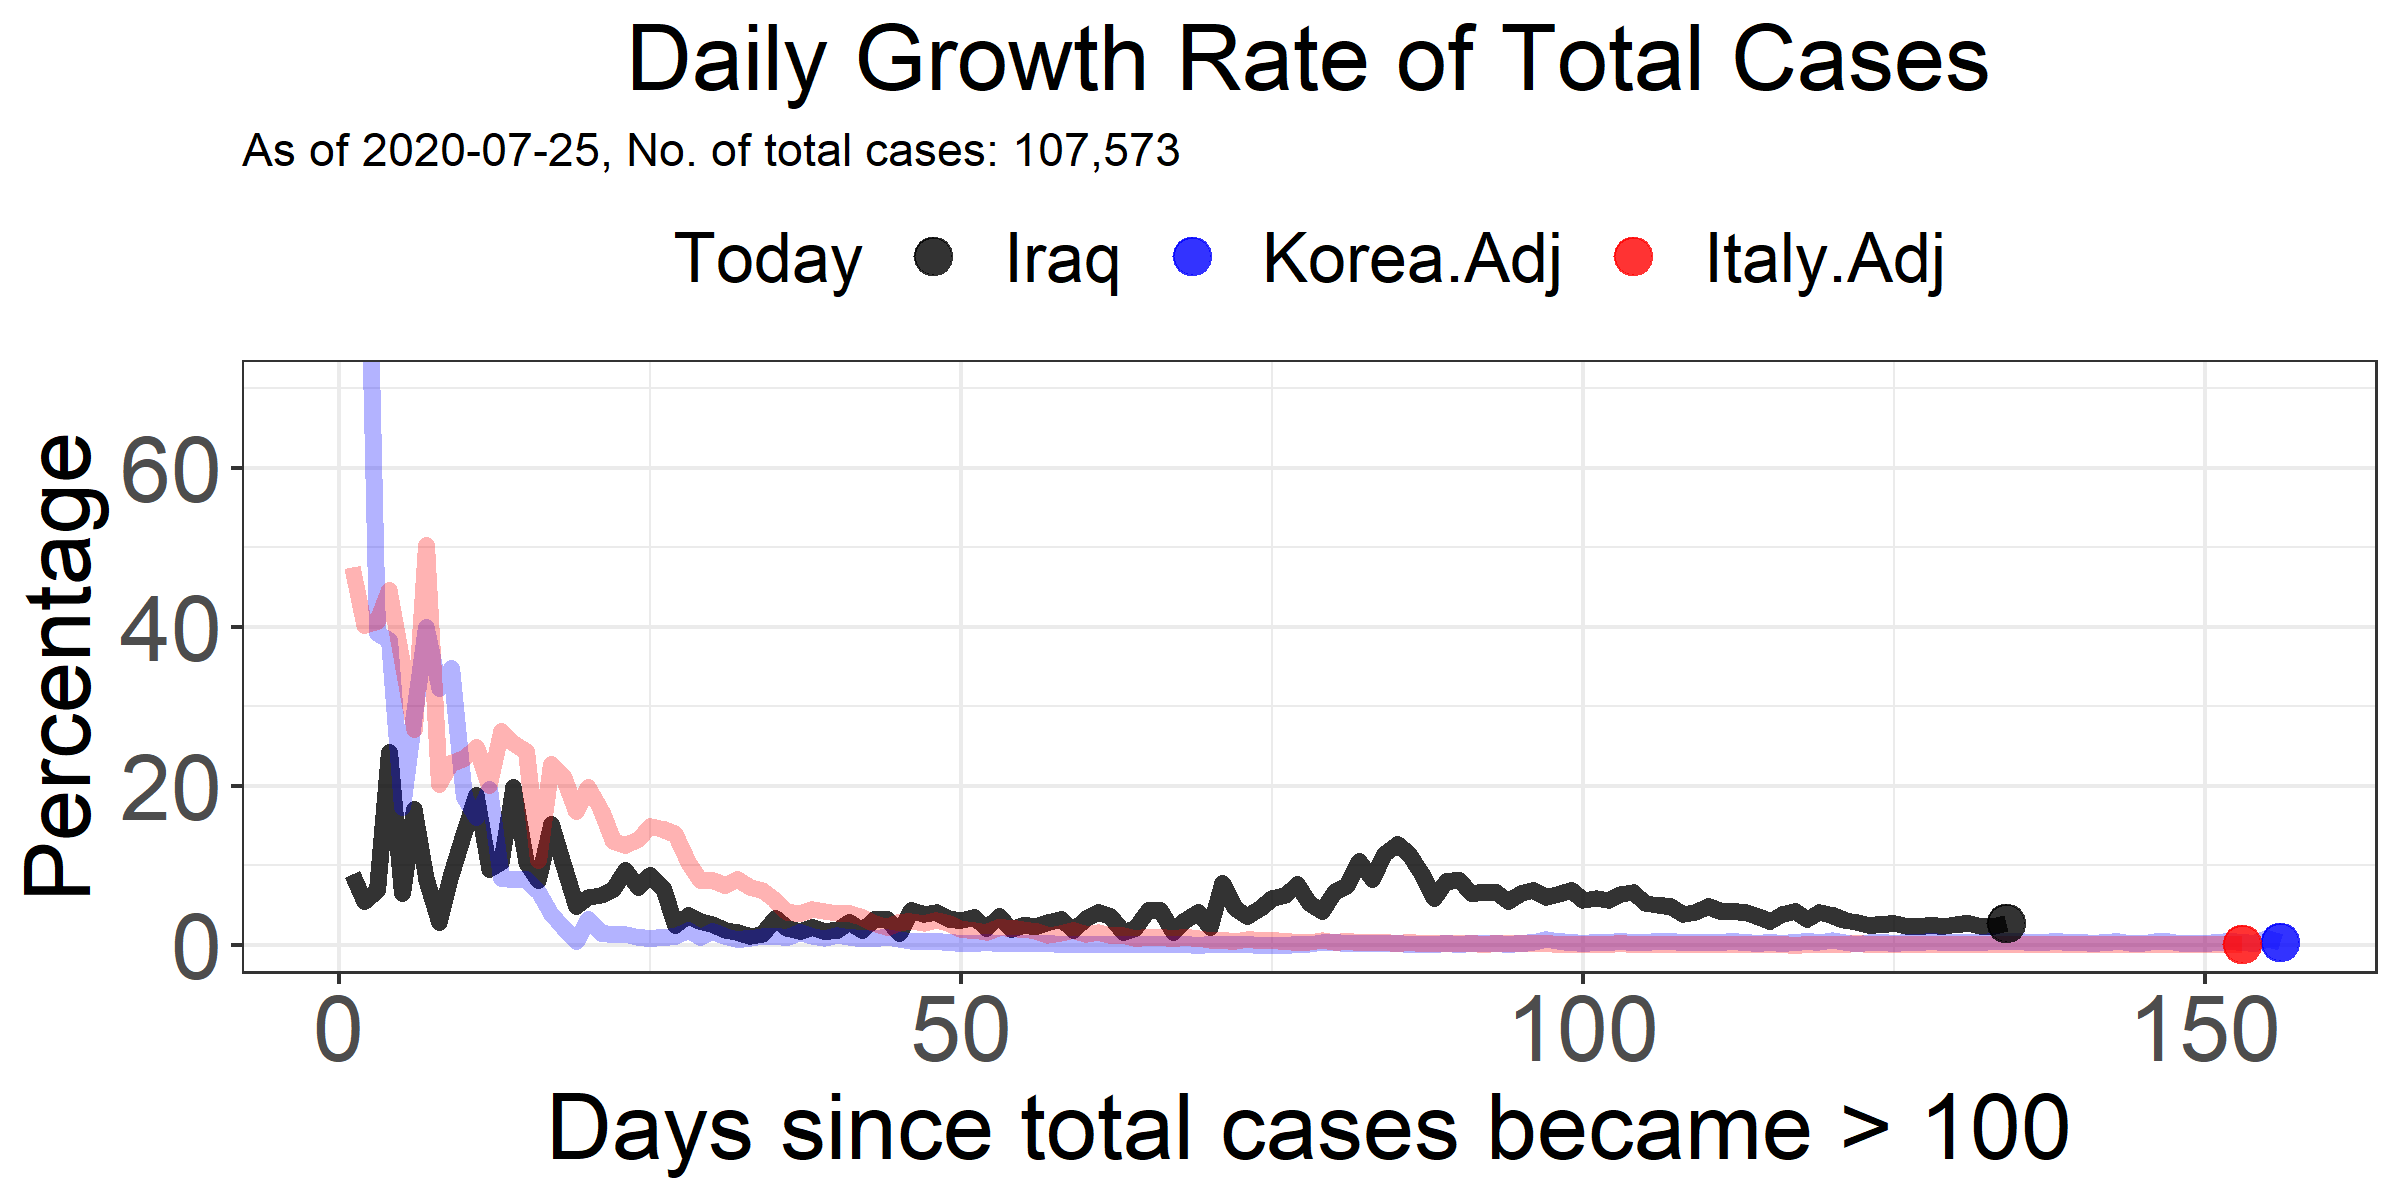 Daily Growth Rate of Total Cases
As of 2020-07-25, No. of total cases: 107,573
Today Iraq Korea.Adj Italy.Adj
Percentage
60
40
20
0
0 50 100 150
Days since total cases became > 100